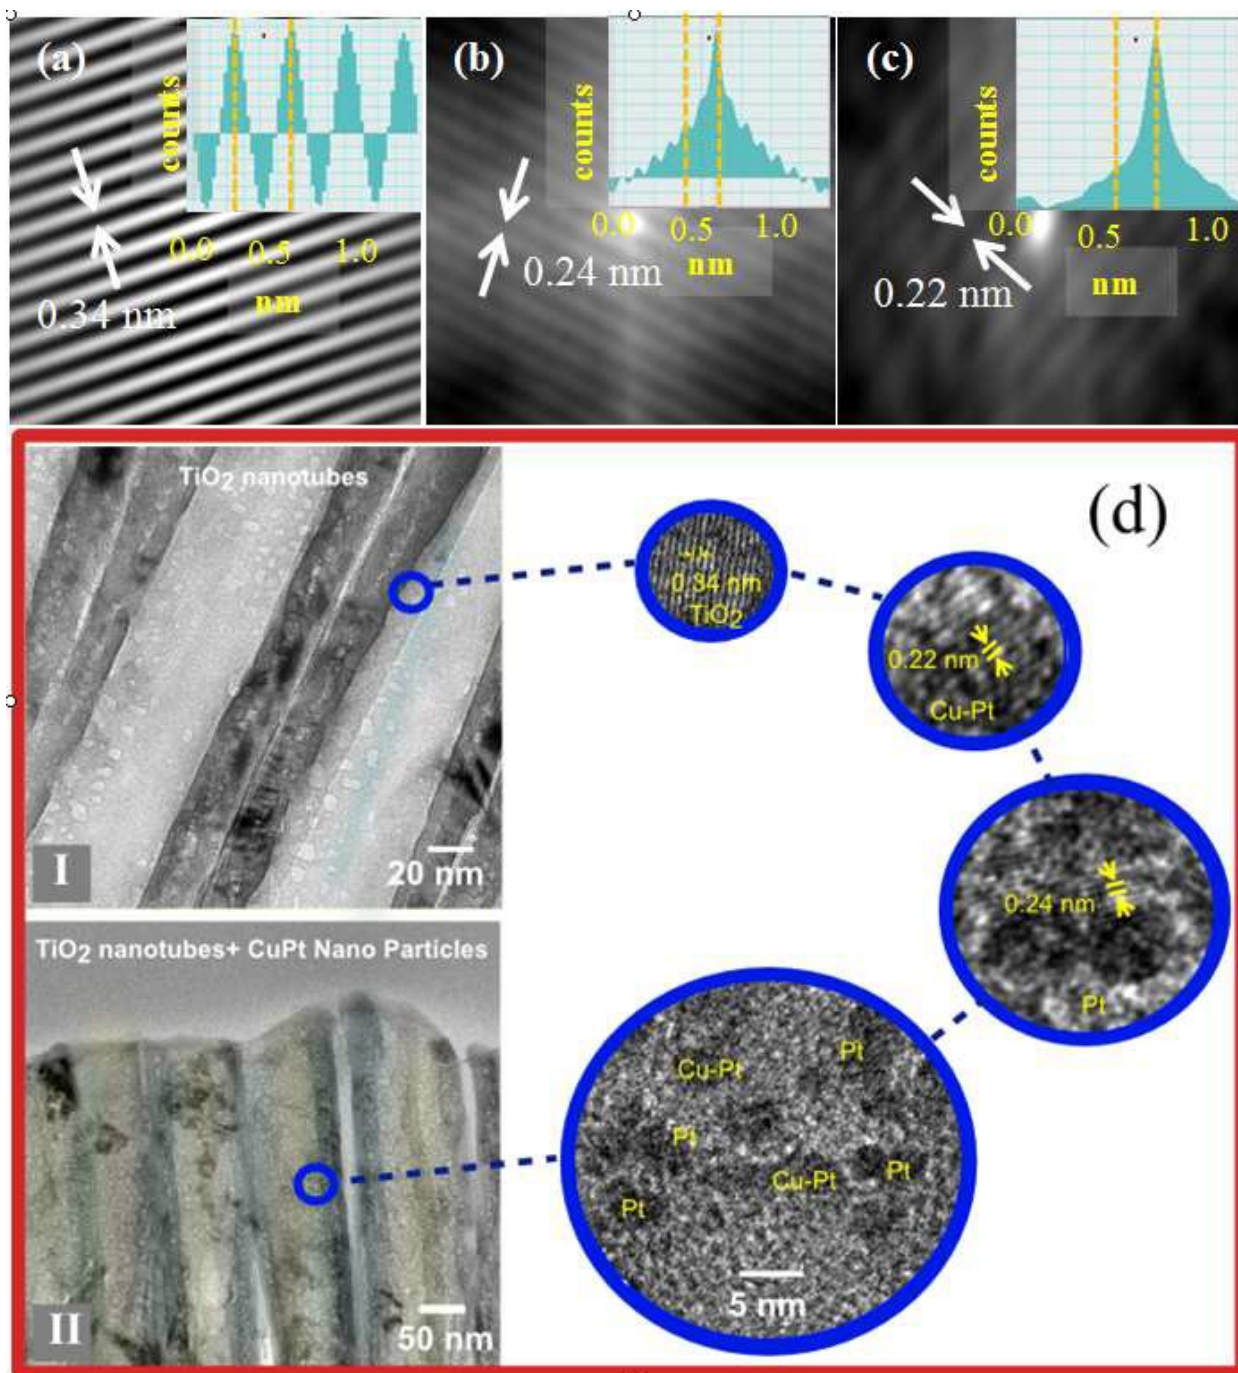 (a)
counts
0.0 0.5 1.0
nm
0.34 nm
(b)
counts
0.0 0.5 1.0
nm
0.24 nm
(c)
counts
0.0 0.5 1.0
nm
0.22 nm
(d)
TiO2 nanotubes
I
20 nm
0.34 nm
TiO2
0.22 nm
Cu-Pt
0.24 nm
Pt
TiO2 nanotubes+ CuPt Nano Particles
II
50 nm
Cu-Pt
Pt
Pt
Cu-Pt
Pt
Pt
5 nm